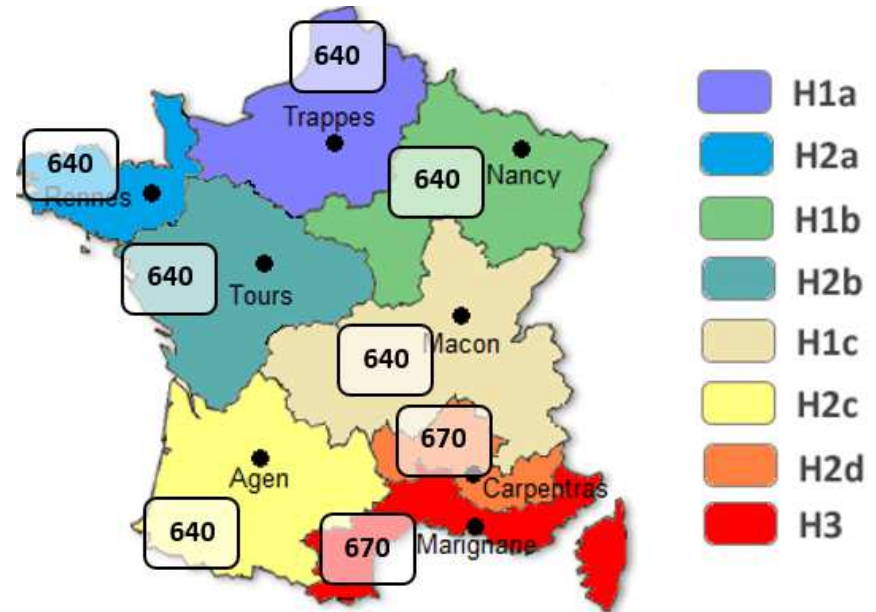 640
Trappes
640
Rennes
640
Nancy
640
Tours
640
Macon
670
Agen
Carpentras
640
670
Marignane
H1a
H2a
H1b
H2b
H1c
H2c
H2d
H3